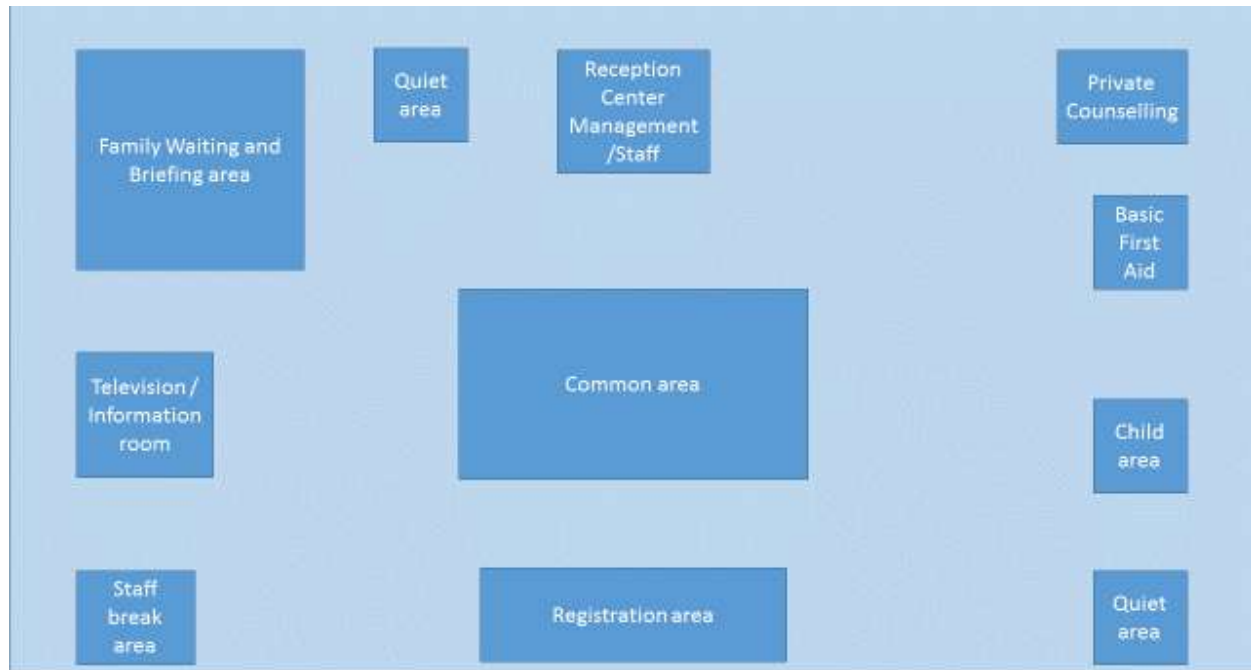 Quiet
area
Reception
Center
Management
/Staff
Private
Counselling
Family Waiting and
Briefing area
Basic
First
Aid
Television /
Information
room
Common area
Child
area
Staff
break
area
Registration area
Quiet
area